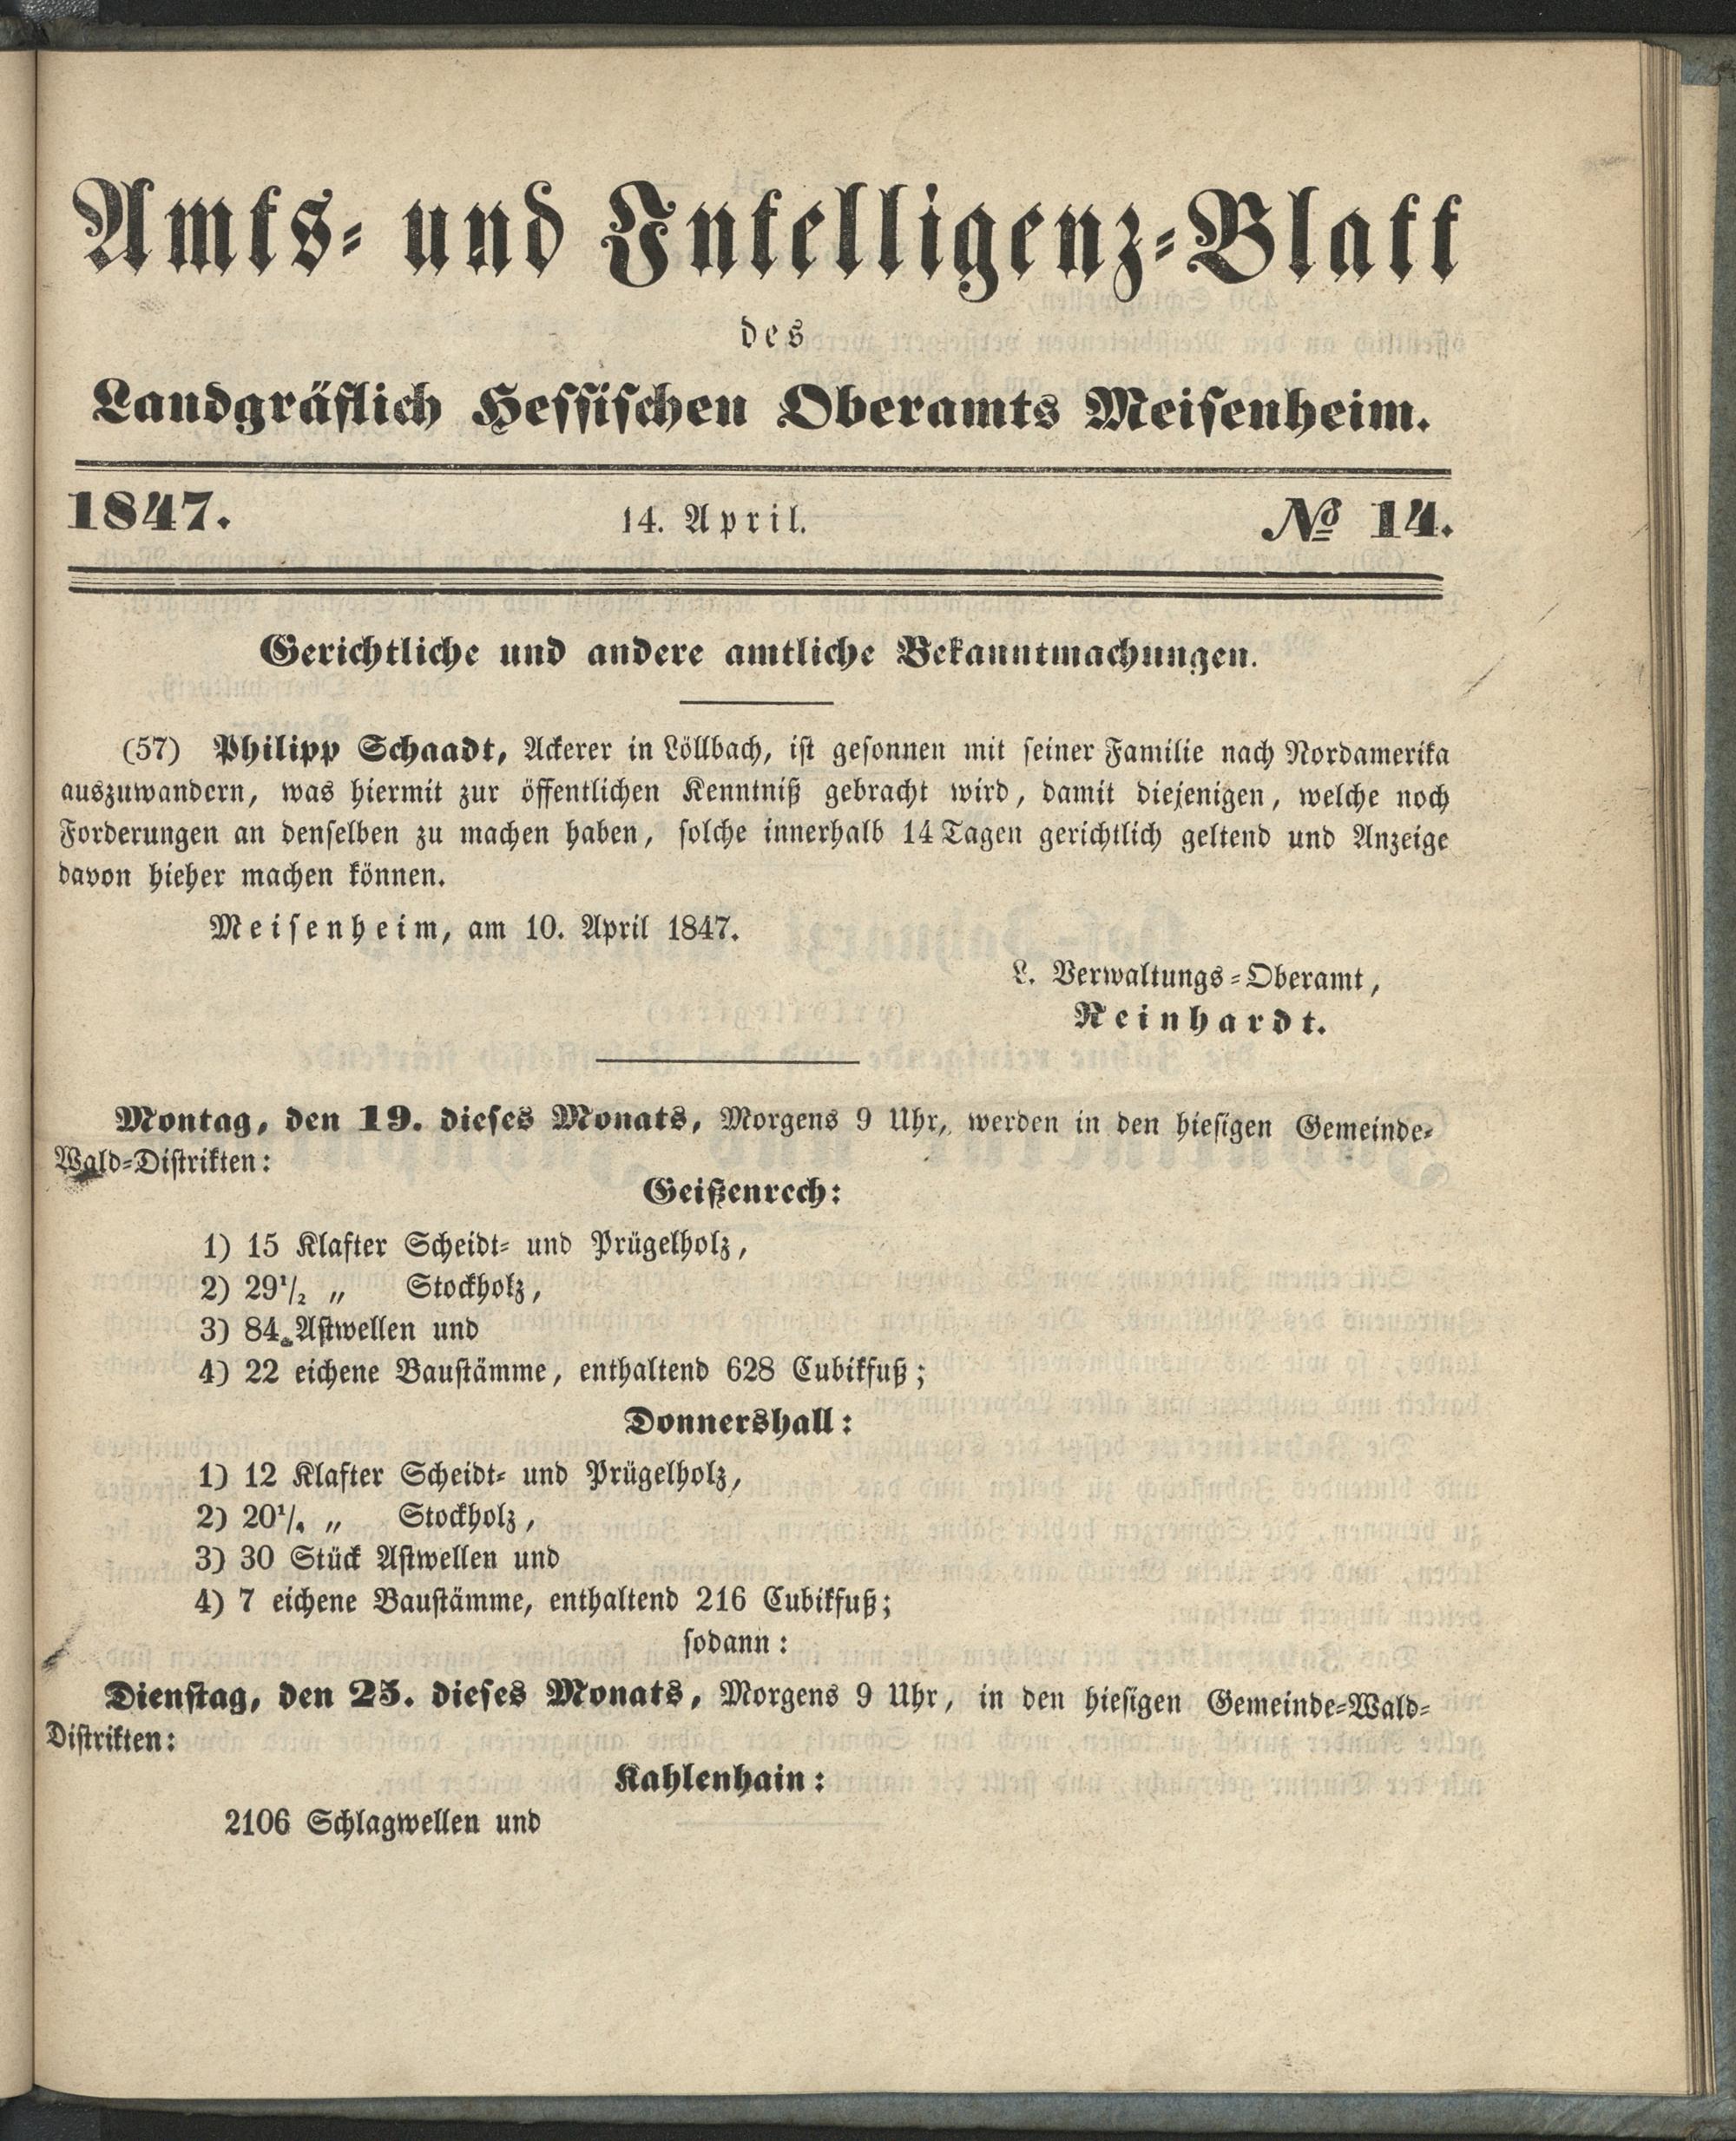 Amts- und Intelligenz-Blatt
des
Landgräflich Hessischen Oberamts Meisenheim.
1847. 14. April. № 14.
Gerichtliche und andere amtliche Bekanntmachungen.
(57) Philipp Schaadt, Ackerer in Löllbach, ist gesonnen mit seiner Familie nach Nordamerika
auszuwandern, was hiermit zur öffentlichen Kenntniß gebracht wird, damit diejenigen, welche noch
Forderungen an denselben zu machen haben, solche innerhalb 14 Tagen gerichtlich geltend und Anzeige
davon hieher machen können.
Meisenheim, am 10. April 1847.
L. Verwaltungs-Oberamt,
Reinhardt.
Montag, den 19. dieses Monats, Morgens 9 Uhr, werden in den hiesigen Gemeinde-
Wald-Distrikten:
Geißenrech:
1) 15 Klafter Scheidt- und Prügelholz,
2) 29¹/₂ „ Stockholz,
3) 84 Astwellen und
4) 22 eichene Baustämme, enthaltend 628 Cubikfuß;
Donnershall:
1) 12 Klafter Scheidt- und Prügelholz,
2) 20¹/₄ „ Stockholz,
3) 30 Stück Astwellen und
4) 7 eichene Baustämme, enthaltend 216 Cubikfuß;
sodann:
Dienstag, den 25. dieses Monats, Morgens 9 Uhr, in den hiesigen Gemeinde-Wald-
Distrikten:
Kahlenhain:
2106 Schlagwellen und